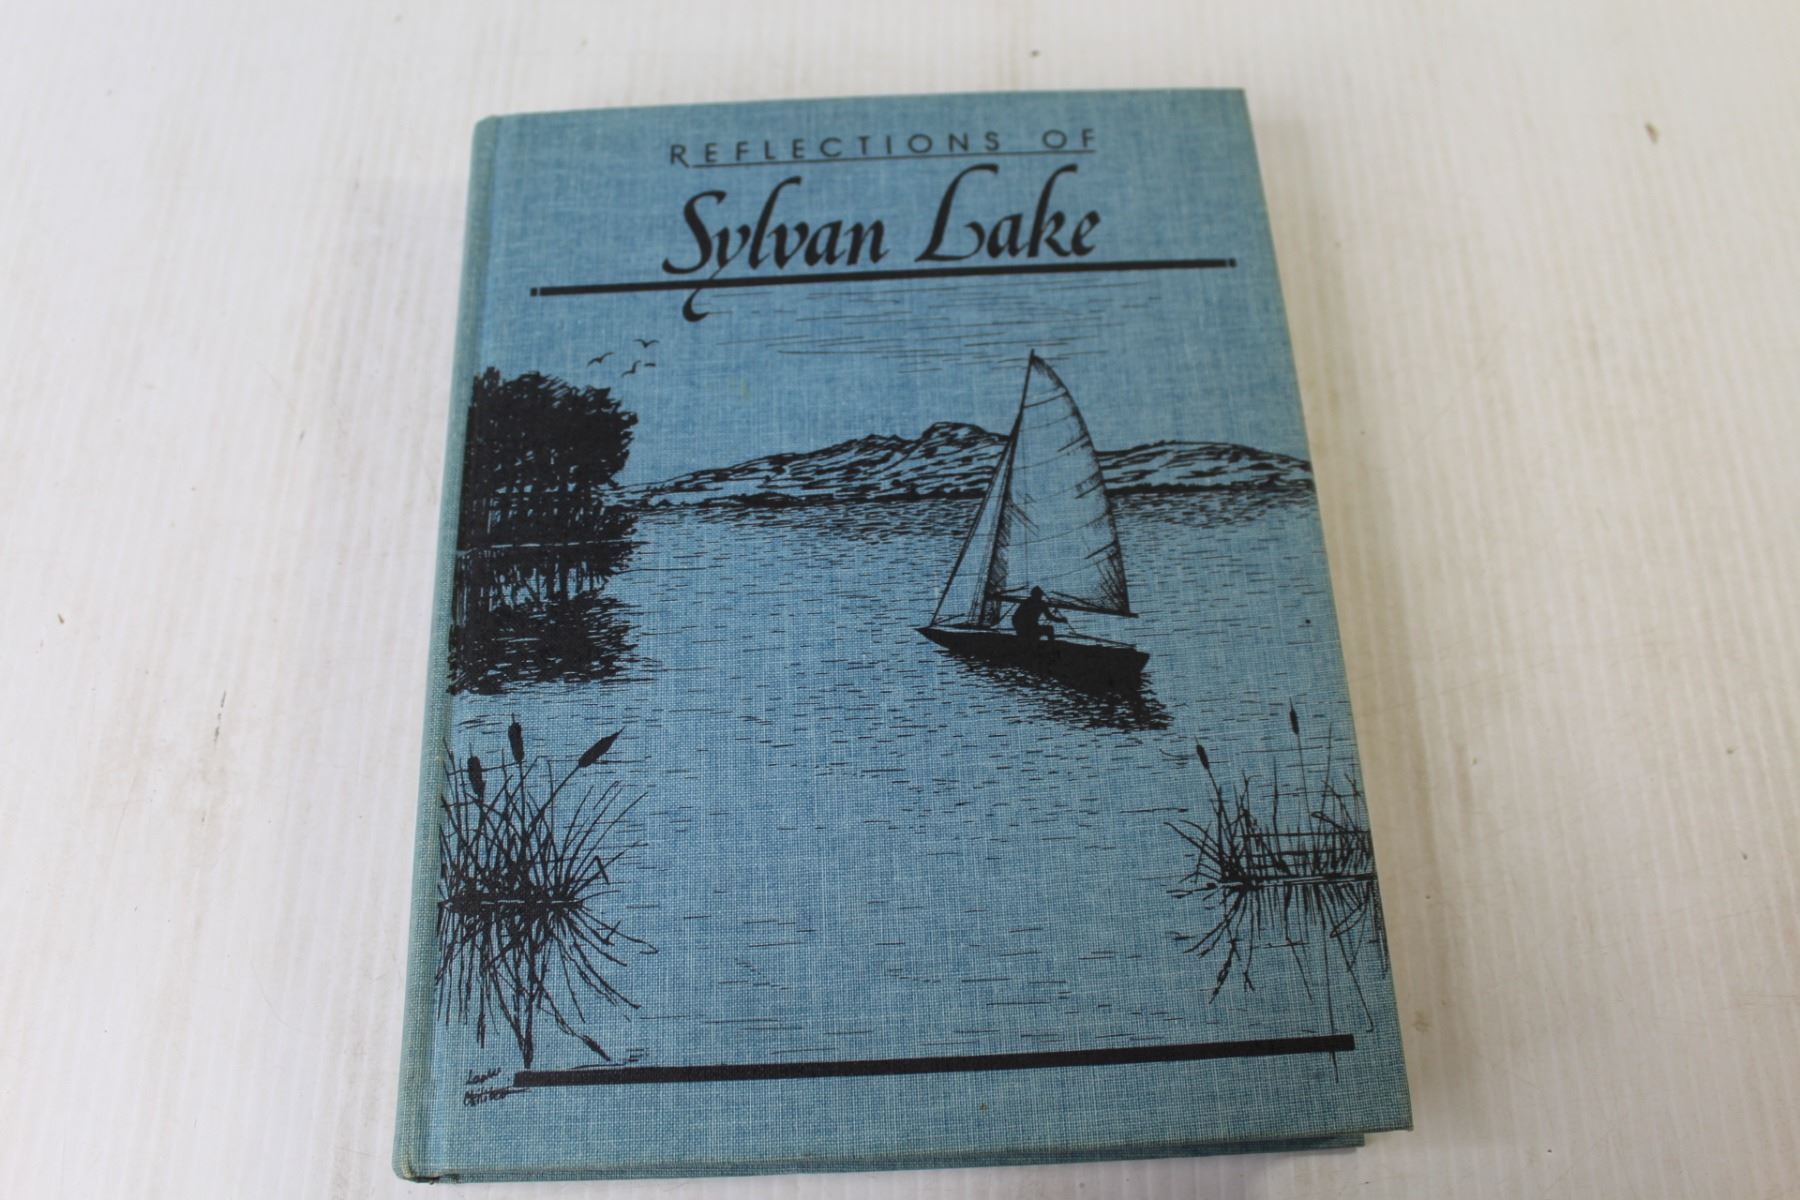 REFLECTIONS OF
Sylvan Lake